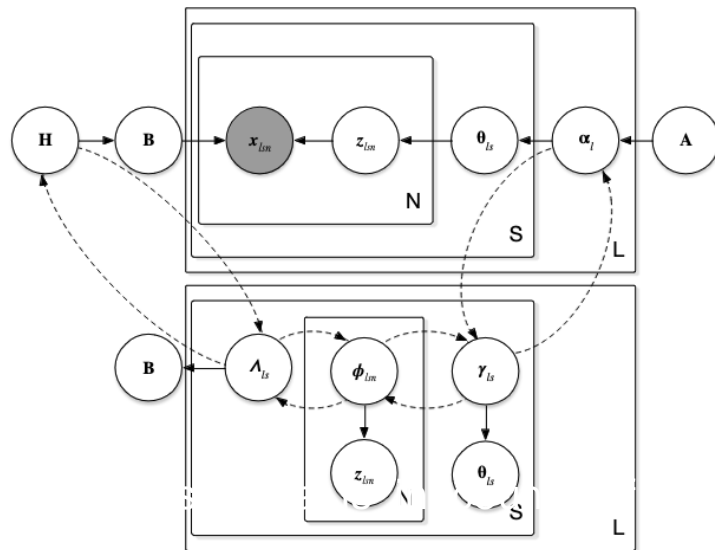 H B x_lsn z_lsn θ_ls α_l A
N
S
L
B Λ_ls ϕ_lsn γ_ls
z_lsn θ_ls
N S L